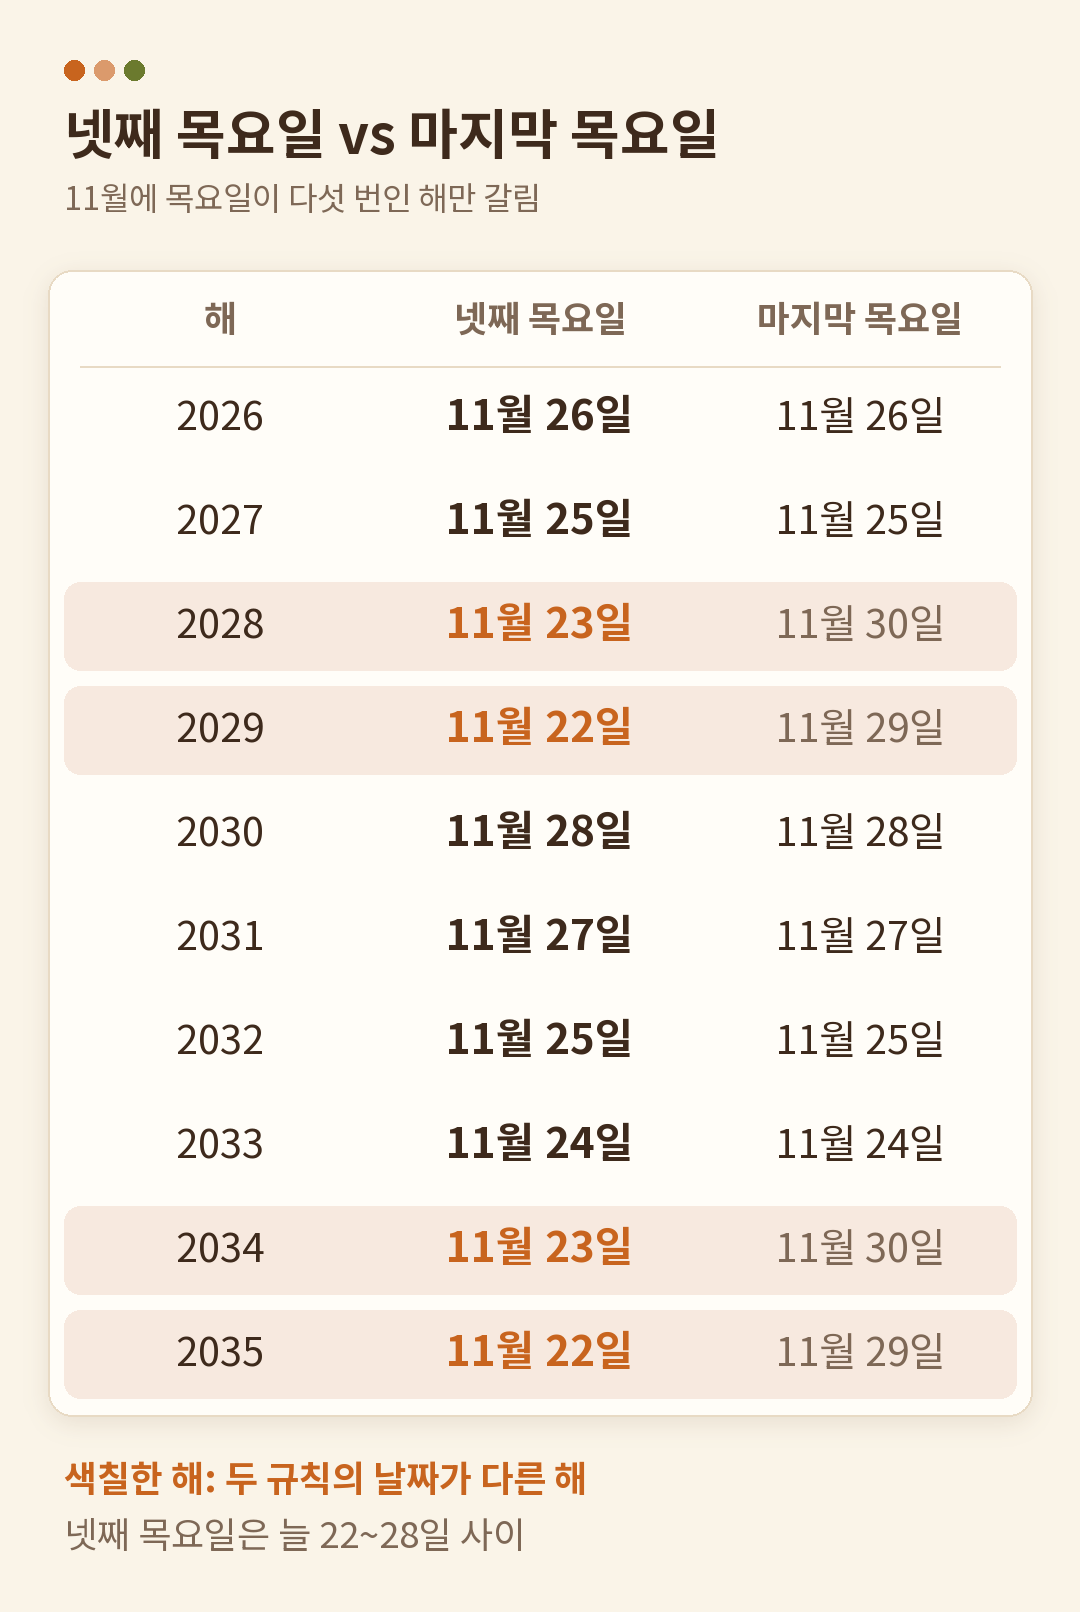 넷째 목요일 vs 마지막 목요일
11월에 목요일이 다섯 번인 해만 갈림
해 넷째 목요일 마지막 목요일
2026 11월 26일 11월 26일
2027 11월 25일 11월 25일
2028 11월 23일 11월 30일
2029 11월 22일 11월 29일
2030 11월 28일 11월 28일
2031 11월 27일 11월 27일
2032 11월 25일 11월 25일
2033 11월 24일 11월 24일
2034 11월 23일 11월 30일
2035 11월 22일 11월 29일
색칠한 해: 두 규칙의 날짜가 다른 해
넷째 목요일은 늘 22~28일 사이